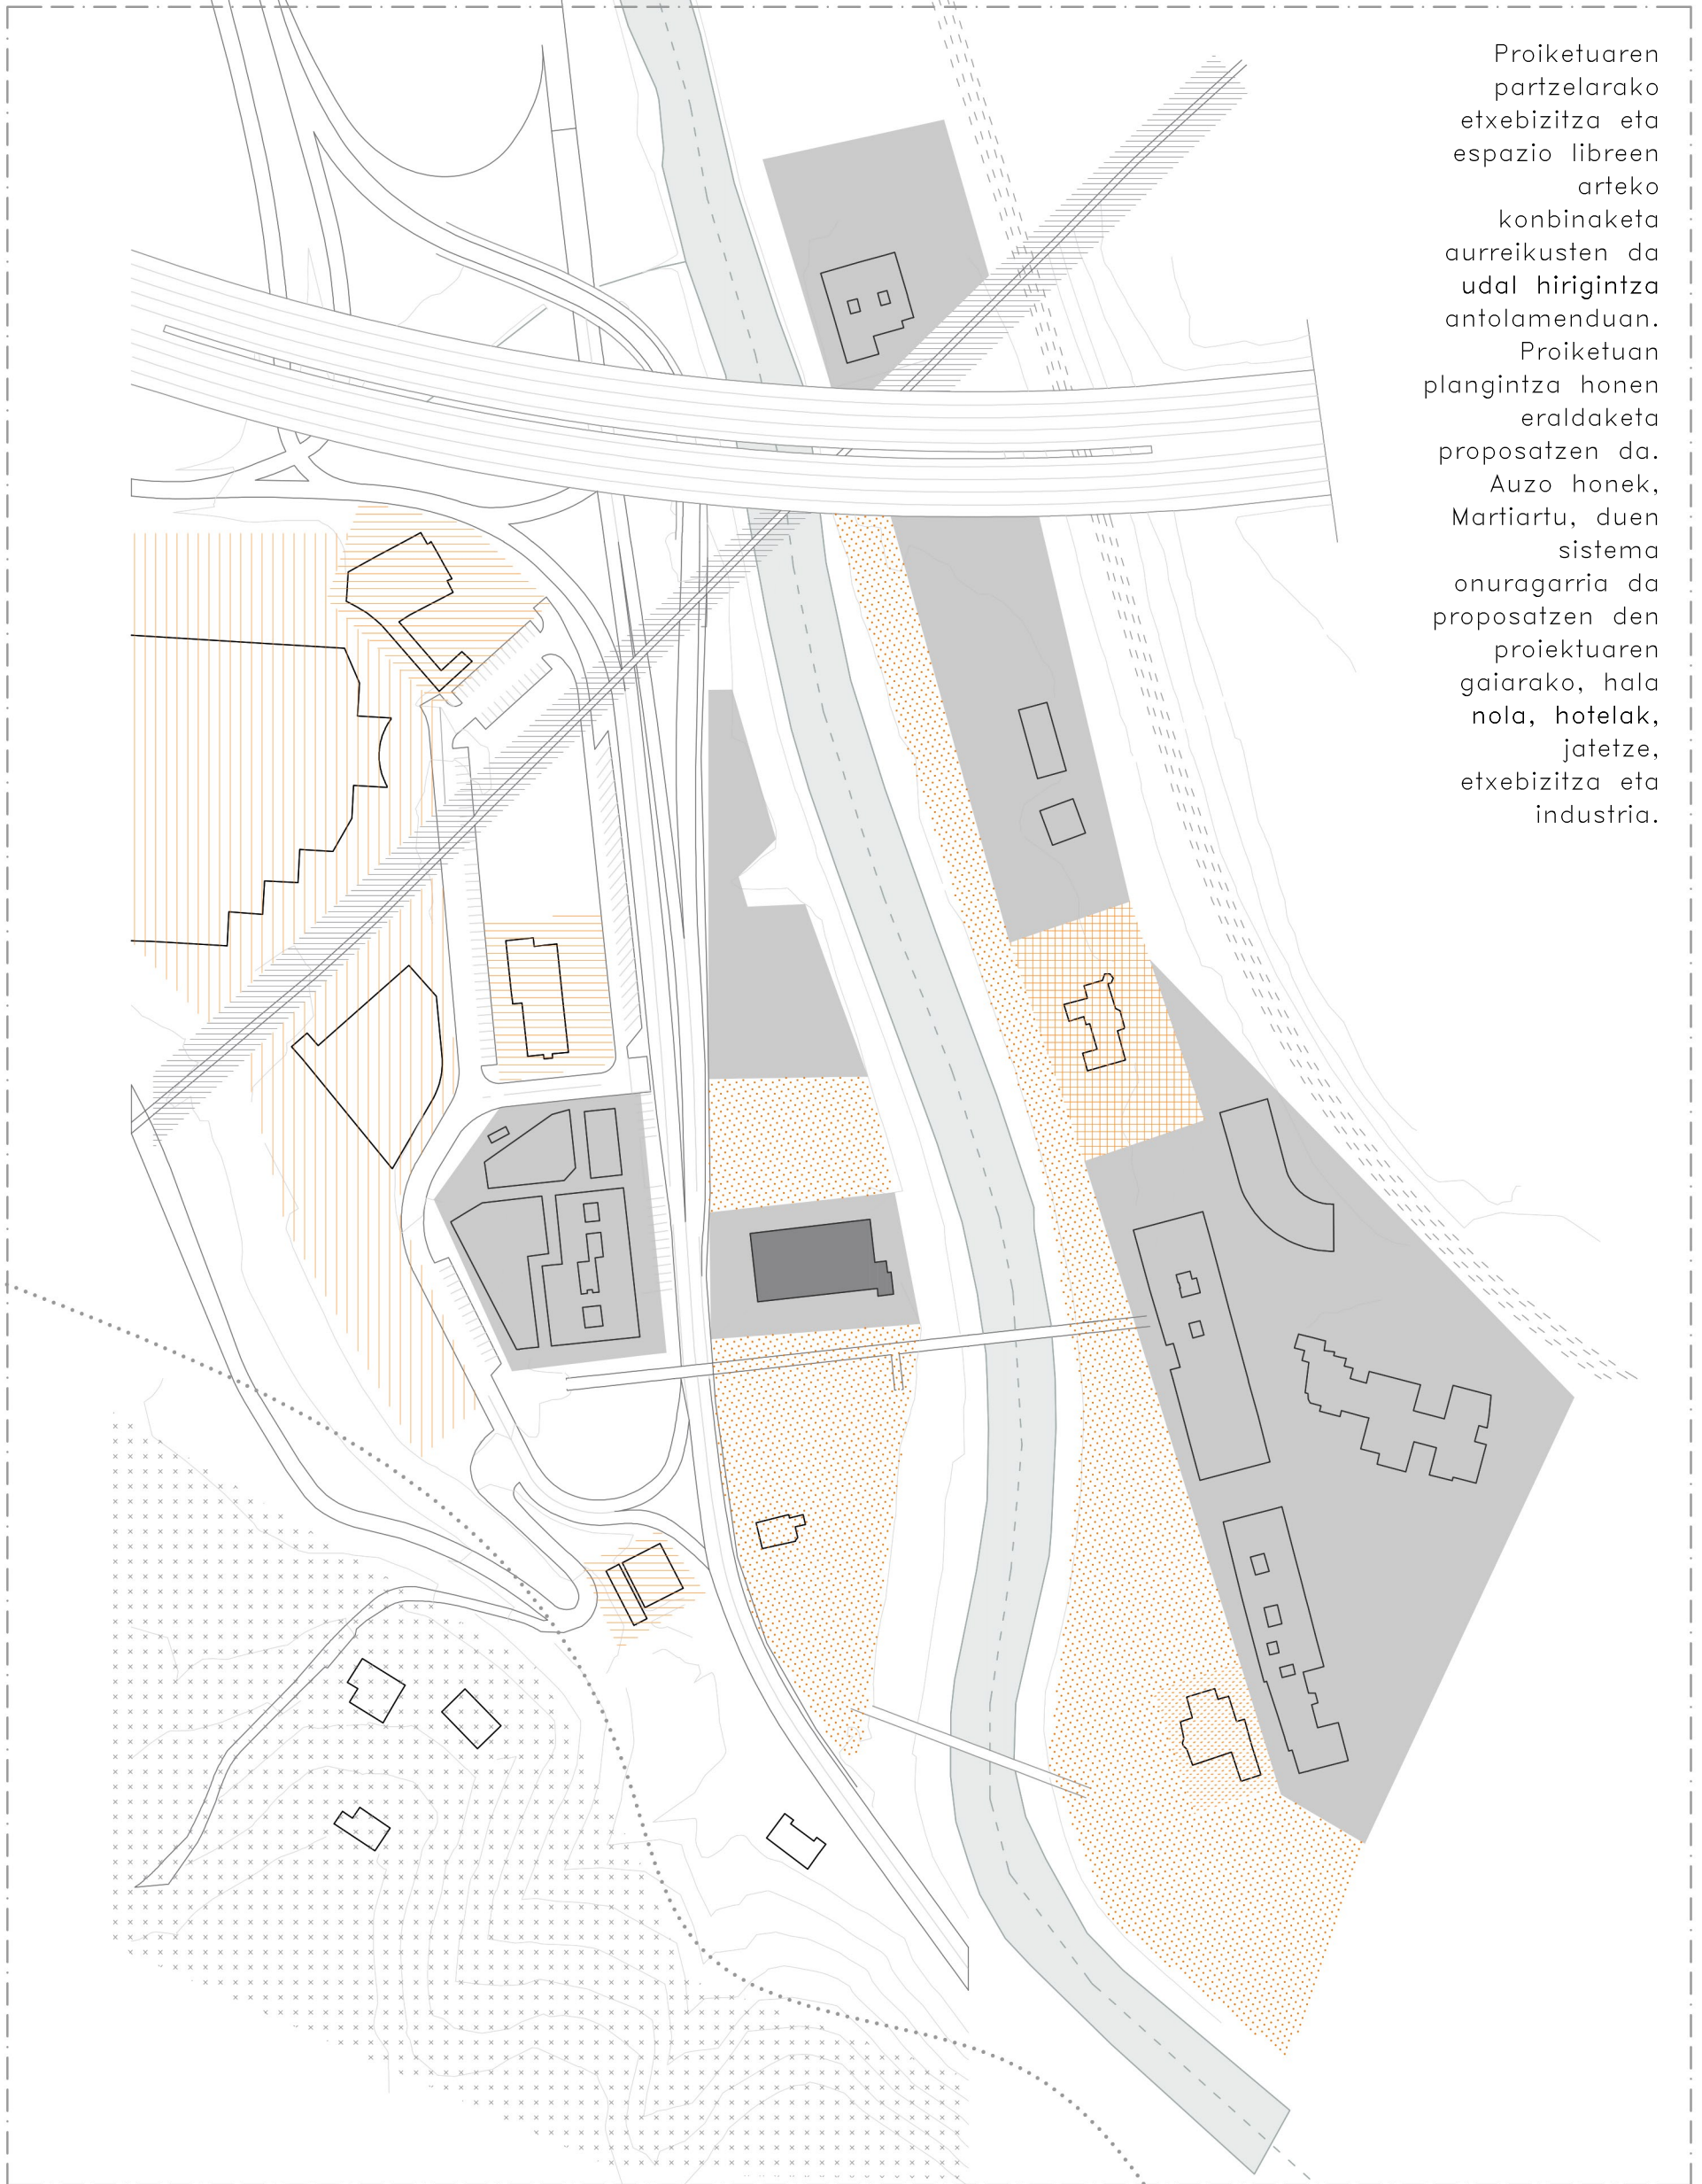 Proiketuaren
partzelarako
etxebizitza eta
espazio libreen
arteko
konbinaketa
aurreikusten da
udal hirigintza
antolamenduan.
Proiketuan
plangintza honen
eraldaketa
proposatzen da.
Auzo honek,
Martiartu, duen
sistema
onuragarria da
proposatzen den
proiektuaren
gaiarako, hala
nola, hotelak,
jatetze,
etxebizitza eta
industria.